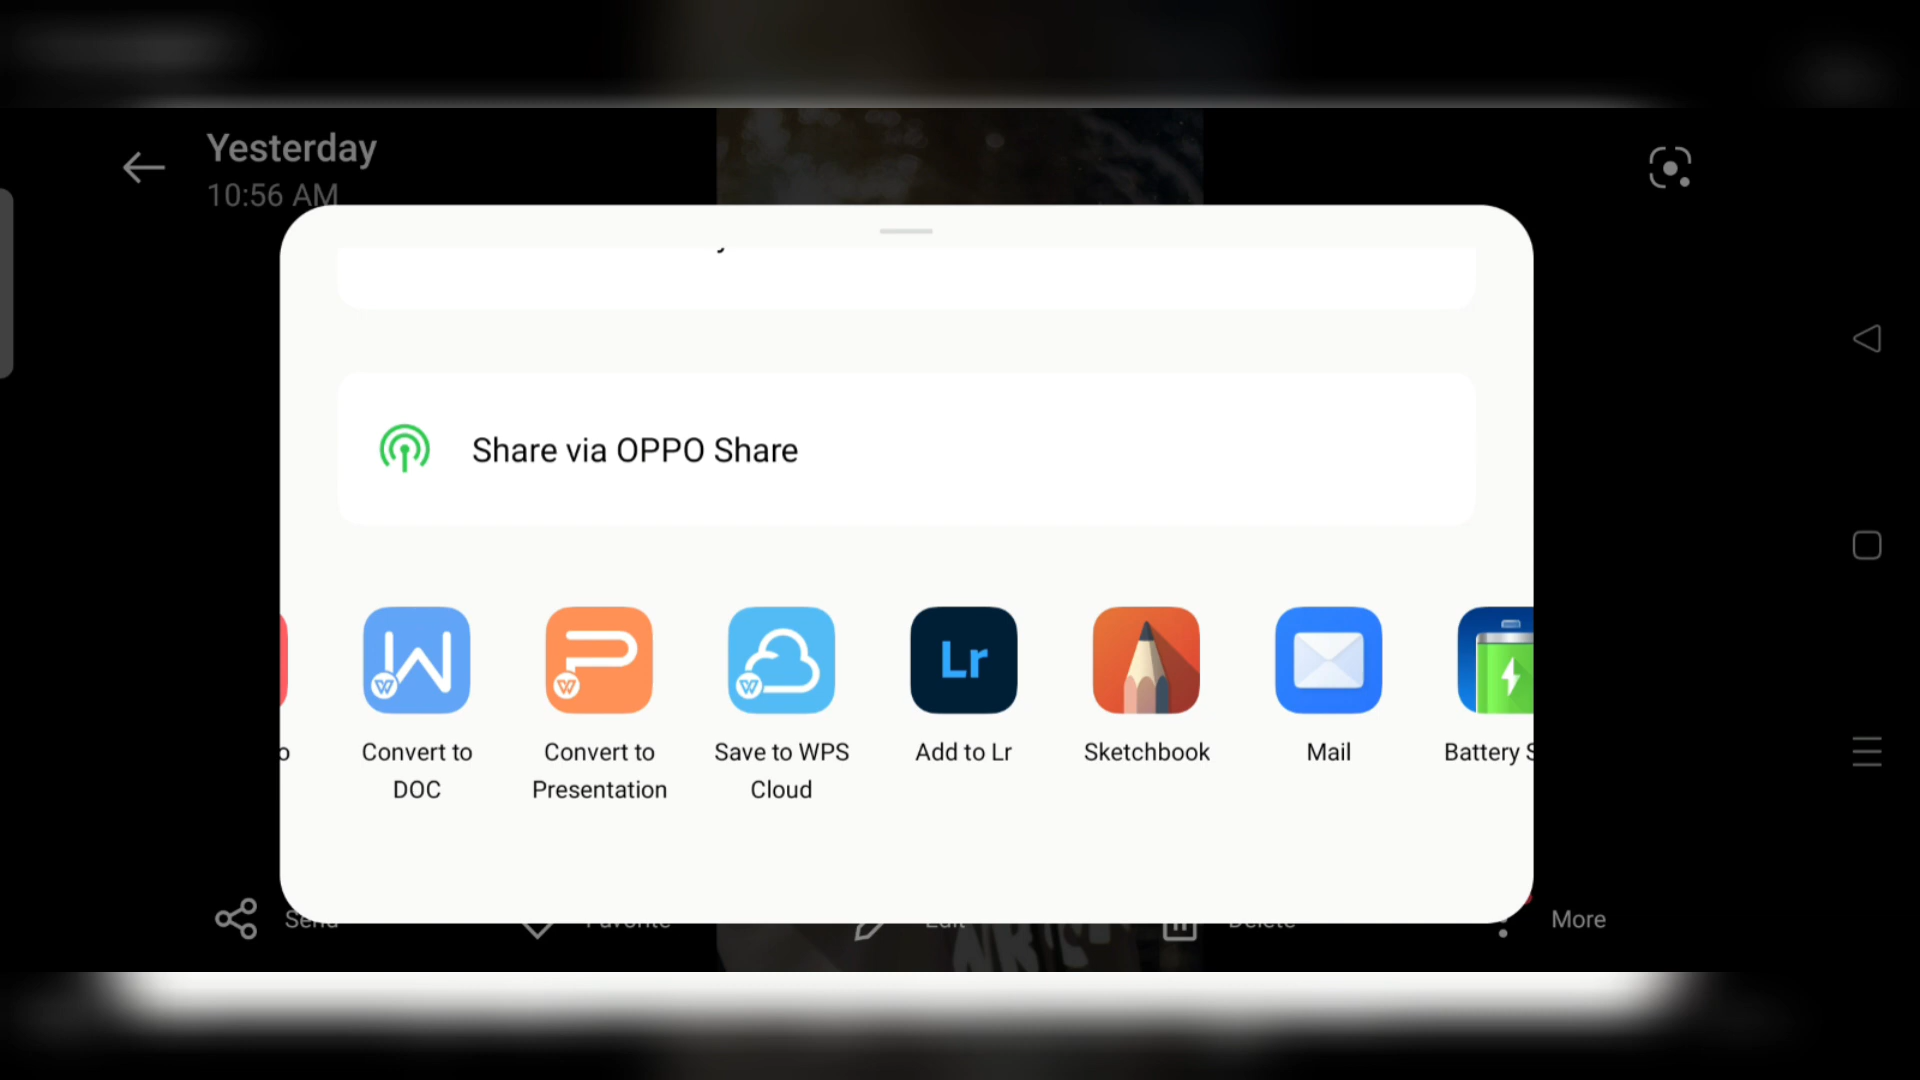 Yesterday
10:56 AM
Share via OPPO Share
Lr
Convert to DOC
Convert to Presentation
Save to WPS Cloud
Add to Lr
Sketchbook
Mail
Battery S
Send
Favorite
Edit
Delete
More